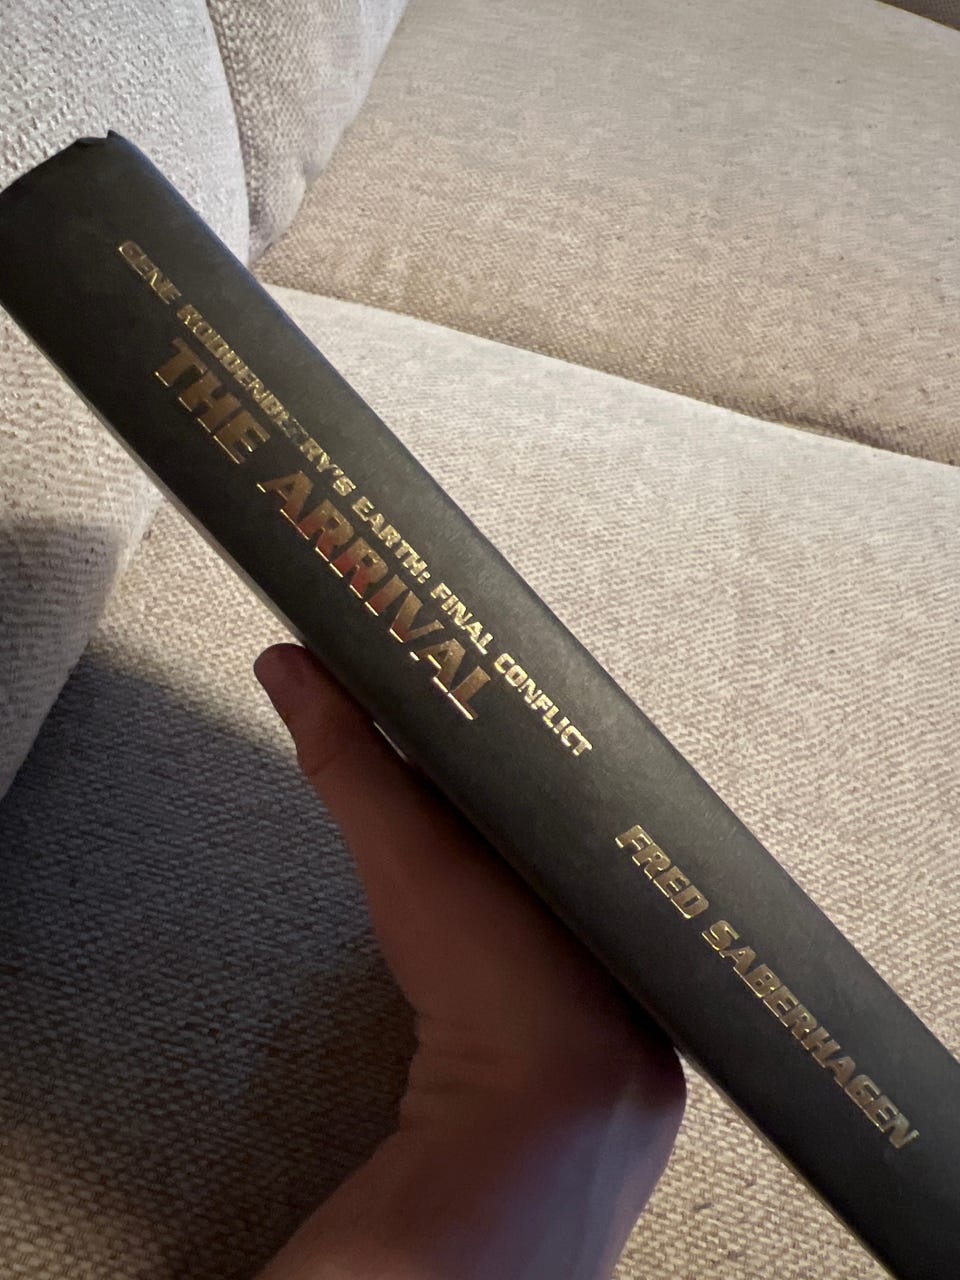 GENE RODDENBERRY'S EARTH: FINAL CONFLICT
THE ARRIVAL
FRED SABERHAGEN